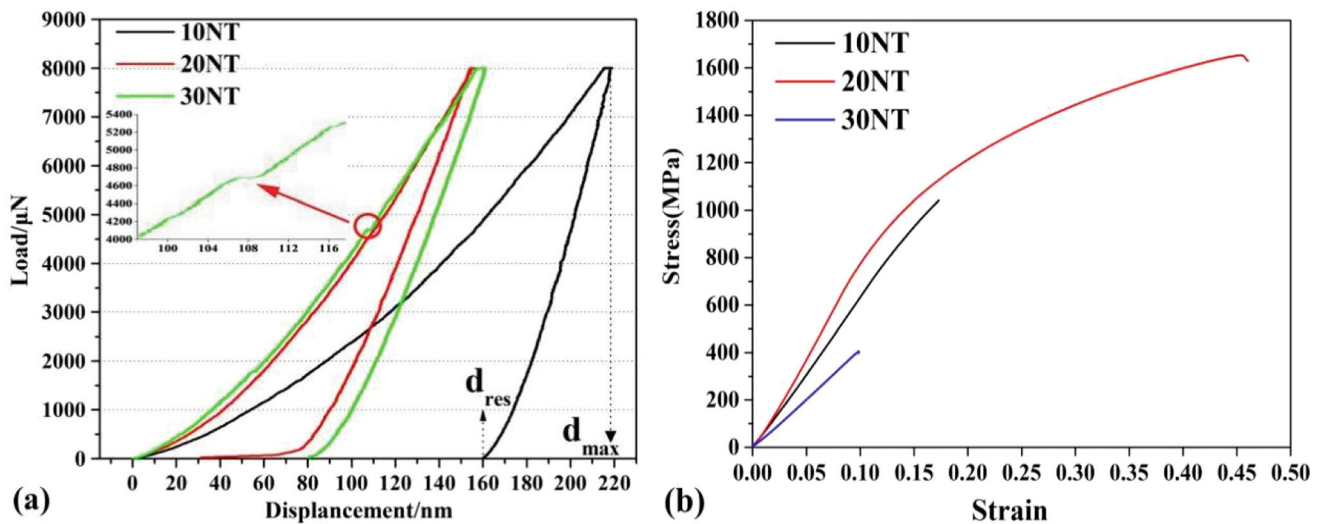 9000
8000
7000
6000
5000
4000
3000
2000
1000
0
Load/μN
10NT
20NT
30NT
5400
5200
5000
4800
4600
4400
4200
4000
100 104 108 112 116
d res
d max
0 20 40 60 80 100 120 140 160 180 200 220
(a)
Displancement/nm
1800
1600
1400
1200
1000
800
600
400
200
0
Stress(MPa)
10NT
20NT
30NT
0.00 0.05 0.10 0.15 0.20 0.25 0.30 0.35 0.40 0.45 0.50
(b)
Strain